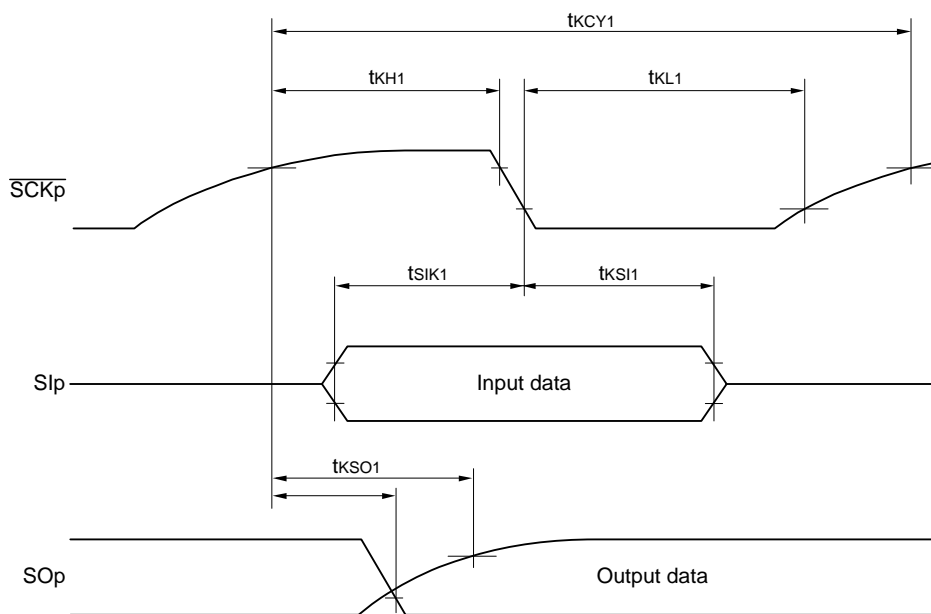 tKCY1
tKH1
tKL1
SCKp
tSIK1
tKSI1
SIp
Input data
tKSO1
SOp
Output data